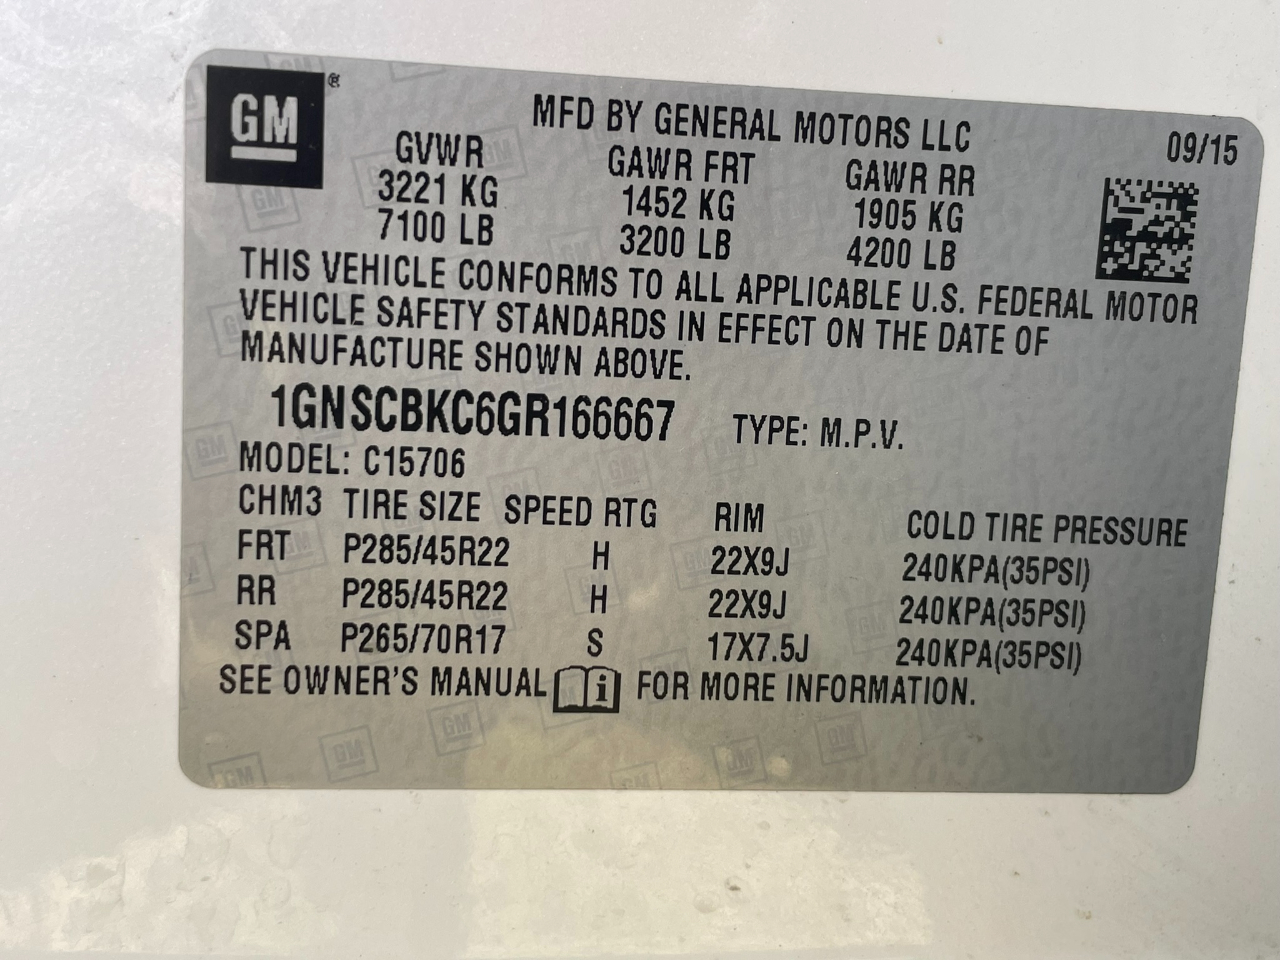 GM ®
MFD BY GENERAL MOTORS LLC 09/15
GVWR GAWR FRT GAWR RR
3221 KG 1452 KG 1905 KG
7100 LB 3200 LB 4200 LB
THIS VEHICLE CONFORMS TO ALL APPLICABLE U.S. FEDERAL MOTOR
VEHICLE SAFETY STANDARDS IN EFFECT ON THE DATE OF
MANUFACTURE SHOWN ABOVE.
1GNSCBKC6GR166667 TYPE: M.P.V.
MODEL: C15706
CHM3 TIRE SIZE SPEED RTG RIM COLD TIRE PRESSURE
FRT P285/45R22 H 22X9J 240KPA(35PSI)
RR P285/45R22 H 22X9J 240KPA(35PSI)
SPA P265/70R17 S 17X7.5J 240KPA(35PSI)
SEE OWNER'S MANUAL i FOR MORE INFORMATION.